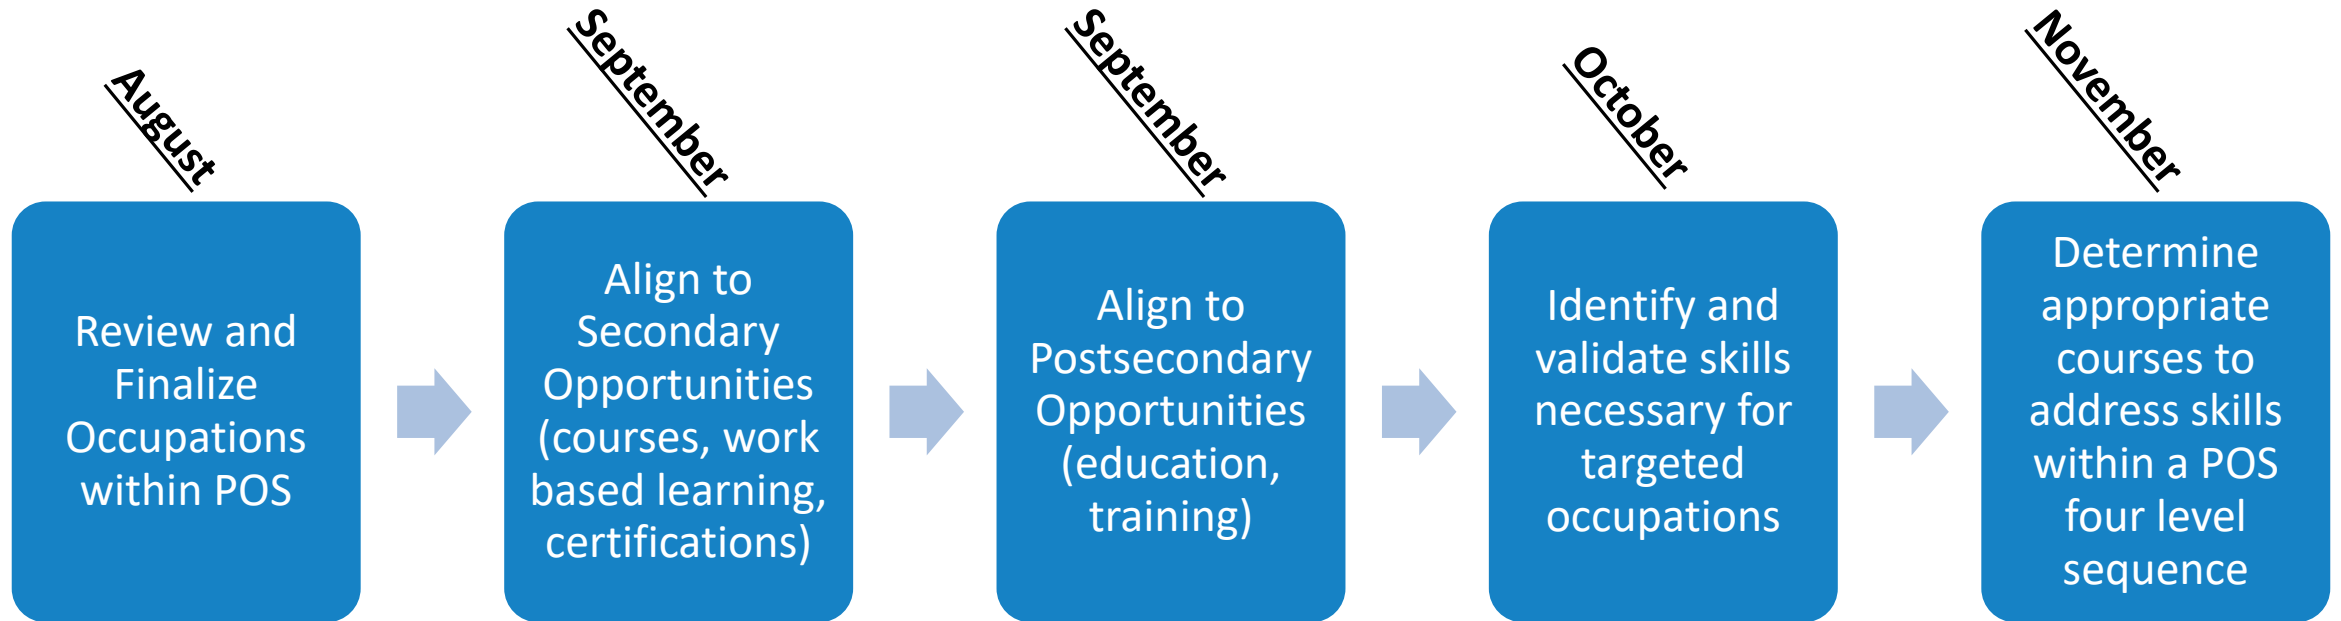 August
September
September
October
November
Review and
Finalize
Occupations
within POS
Align to
Secondary
Opportunities
(courses, work
based learning,
certifications)
Align to
Postsecondary
Opportunities
(education,
training)
Identify and
validate skills
necessary for
targeted
occupations
Determine
appropriate
courses to
address skills
within a POS
four level
sequence